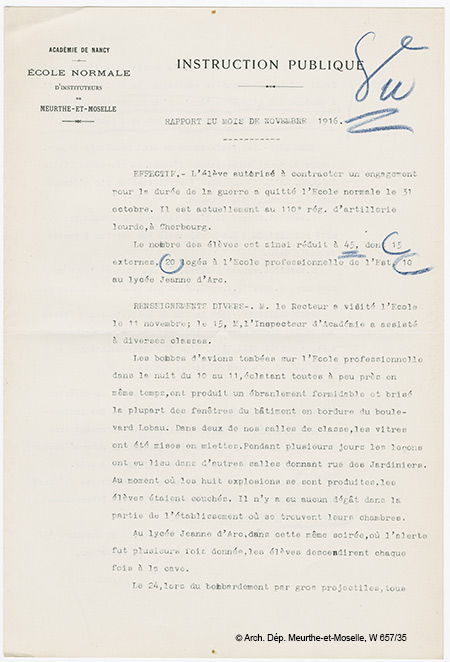 ACADÉMIE DE NANCY
ÉCOLE NORMALE
D'INSTITUTEURS
DE
MEURTHE-ET-MOSELLE
INSTRUCTION PUBLIQUE
Vu
RAPPORT DU MOIS DE NOVEMBRE 1916.
EFFECTIF.- L'élève autorisé à contracter un engagement
pour la durée de la guerre a quitté l'Ecole normale le 31
octobre. Il est actuellement au 110° rég. d'artillerie
lourde, à Cherbourg.
Le nombre des élèves est ainsi réduit à 45, dont 15
externes, 20 logés à l'Ecole professionnelle de l'Est, 10
au lycée Jeanne d'Arc.
RENSEIGNEMENTS DIVERS-. M. le Recteur a visité l'Ecole
le 11 novembre; le 15, M, l'Inspecteur d'Académie a assisté
à diverses classes.
Les bombes d'avions tombées sur l'Ecole professionnelle
dans la nuit du 10 au 11, éclatant toutes à peu près en
même temps, ont produit un ébranlement formidable et brisé
la plupart des fenêtres du bâtiment en bordure du boule-
vard Lobau. Dans deux de nos salles de classe, les vitres
ont été mises en miettes. Pendant plusieurs jours les leçons
ont eu lieu dans d'autres salles donnant rue des Jardiniers.
Au moment où les huit explosions se sont produites, les
élèves étaient couchés. Il n'y a eu aucun dégât dans la
partie de l'établissement où se trouvent leurs chambres.
Au lycée Jeanne d'Arc, dans cette même soirée, où l'alerte
fut plusieurs fois donnée, les élèves descendirent chaque
fois à la cave.
Le 24, lors du bombardement par gros projectiles, tous
© Arch. Dép. Meurthe-et-Moselle, W 657/35